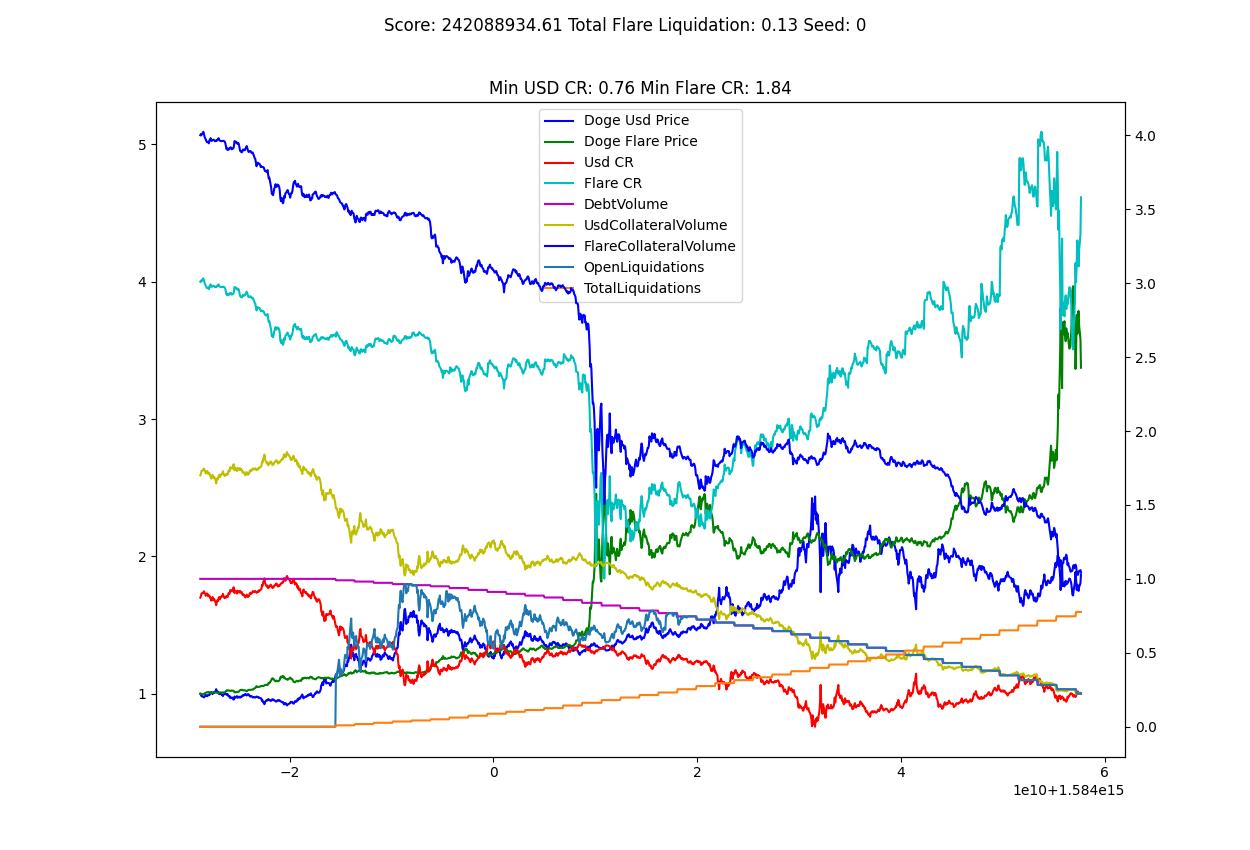 Score: 242088934.61 Total Flare Liquidation: 0.13 Seed: 0
Min USD CR: 0.76 Min Flare CR: 1.84
Doge Usd Price
Doge Flare Price
Usd CR
Flare CR
DebtVolume
UsdCollateralVolume
FlareCollateralVolume
OpenLiquidations
TotalLiquidations
5
4
3
2
1
4.0
3.5
3.0
2.5
2.0
1.5
1.0
0.5
0.0
−2 0 2 4 6
1e10+1.584e15